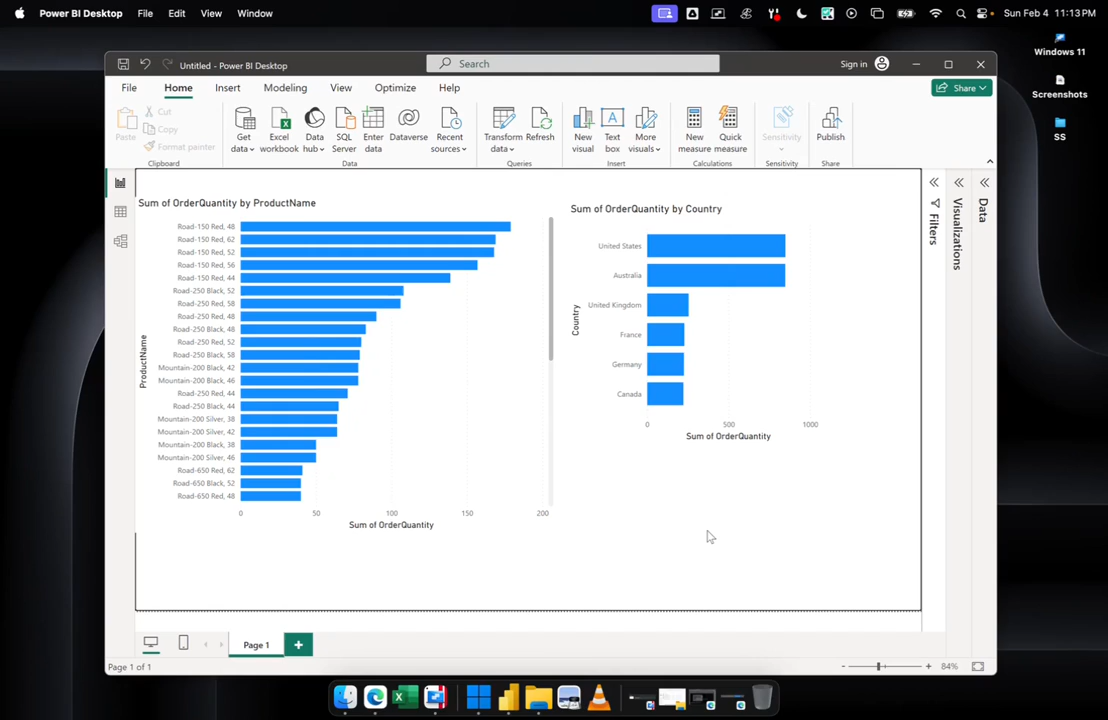 Power BI Desktop File Edit View Window
Sun Feb 4 11:13 PM
Windows 11
Screenshots
SS
Untitled - Power BI Desktop
Search
Sign in
File Home Insert Modeling View Optimize Help
Share
Paste
Cut
Copy
Format painter
Get data
Excel workbook
Data hub
SQL Server
Enter data
Dataverse
Recent sources
Transform data
Refresh
New visual
Text box
More visuals
New measure
Quick measure
Sensitivity
Publish
Clipboard Data Queries Insert Calculations Sensitivity Share
Sum of OrderQuantity by ProductName
ProductName
Road-150 Red, 48
Road-150 Red, 62
Road-150 Red, 52
Road-150 Red, 56
Road-150 Red, 44
Road-250 Black, 52
Road-250 Red, 58
Road-250 Red, 48
Road-250 Black, 48
Road-250 Red, 52
Road-250 Black, 58
Mountain-200 Black, 42
Mountain-200 Black, 46
Road-250 Red, 44
Road-250 Black, 44
Mountain-200 Silver, 38
Mountain-200 Silver, 42
Mountain-200 Black, 38
Mountain-200 Silver, 46
Road-650 Red, 62
Road-650 Black, 52
Road-650 Red, 48
0 50 100 150 200
Sum of OrderQuantity
Sum of OrderQuantity by Country
Country
United States
Australia
United Kingdom
France
Germany
Canada
0 500 1000
Sum of OrderQuantity
Filters
Visualizations
Data
Page 1
Page 1 of 1
84%